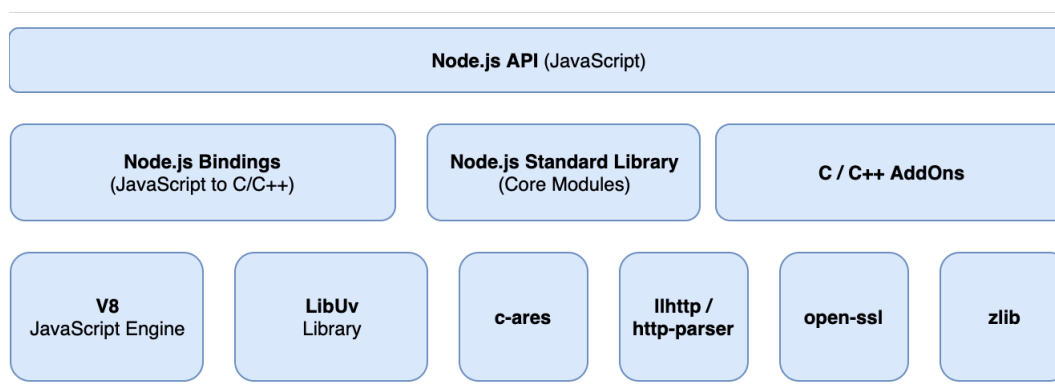 Node.js API (JavaScript)
Node.js Bindings
(JavaScript to C/C++)
Node.js Standard Library
(Core Modules)
C / C++ AddOns
V8
JavaScript Engine
LibUv
Library
c-ares
llhttp /
http-parser
open-ssl
zlib